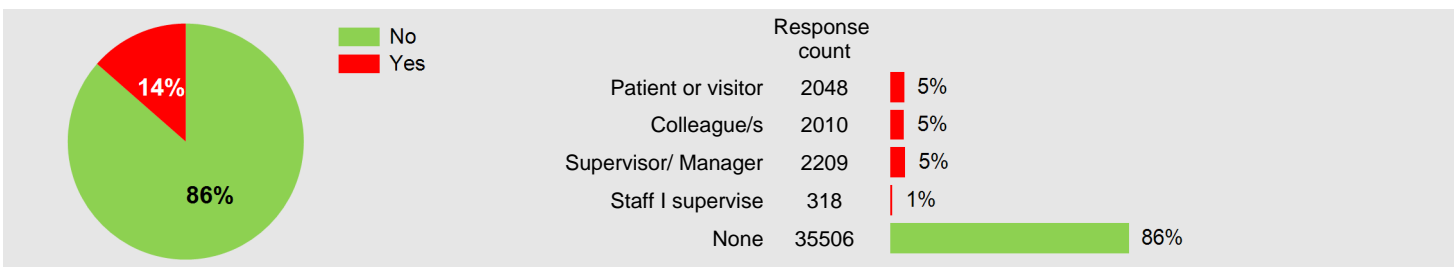 No
Yes
14%
86%
Response
count
Patient or visitor 2048 5%
Colleague/s 2010 5%
Supervisor/ Manager 2209 5%
Staff I supervise 318 1%
None 35506 86%